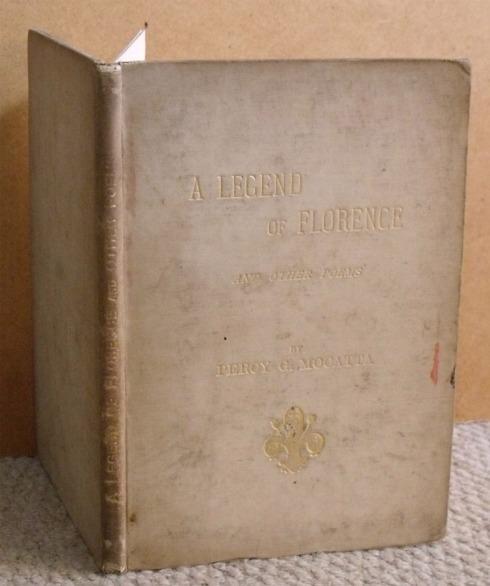 A LEGEND
OF FLORENCE
AND OTHER POEMS
BY
PERCY G. MOCATTA
A LEGEND OF FLORENCE AND OTHER POEMS